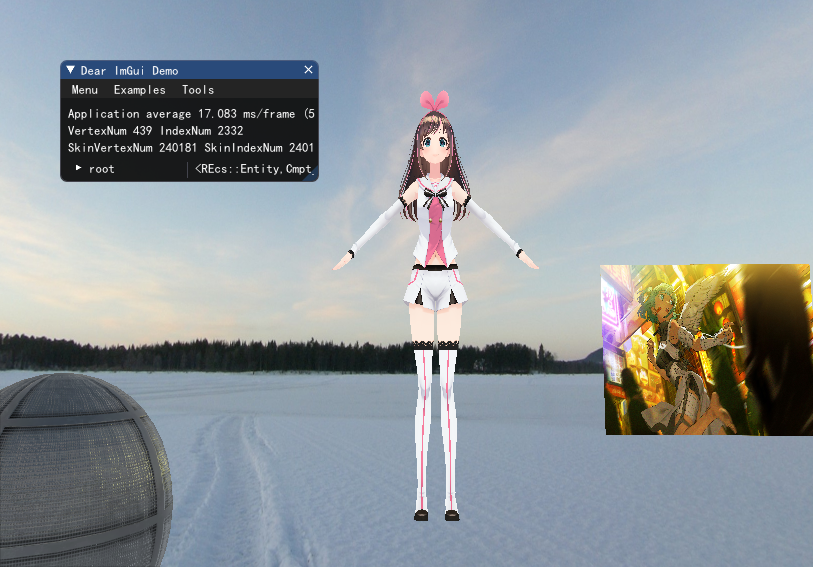 Dear ImGui Demo
Menu Examples Tools
Application average 17.083 ms/frame (5
VertexNum 439 IndexNum 2332
SkinVertexNum 240181 SkinIndexNum 2401
root <REcs::Entity,Cmpt